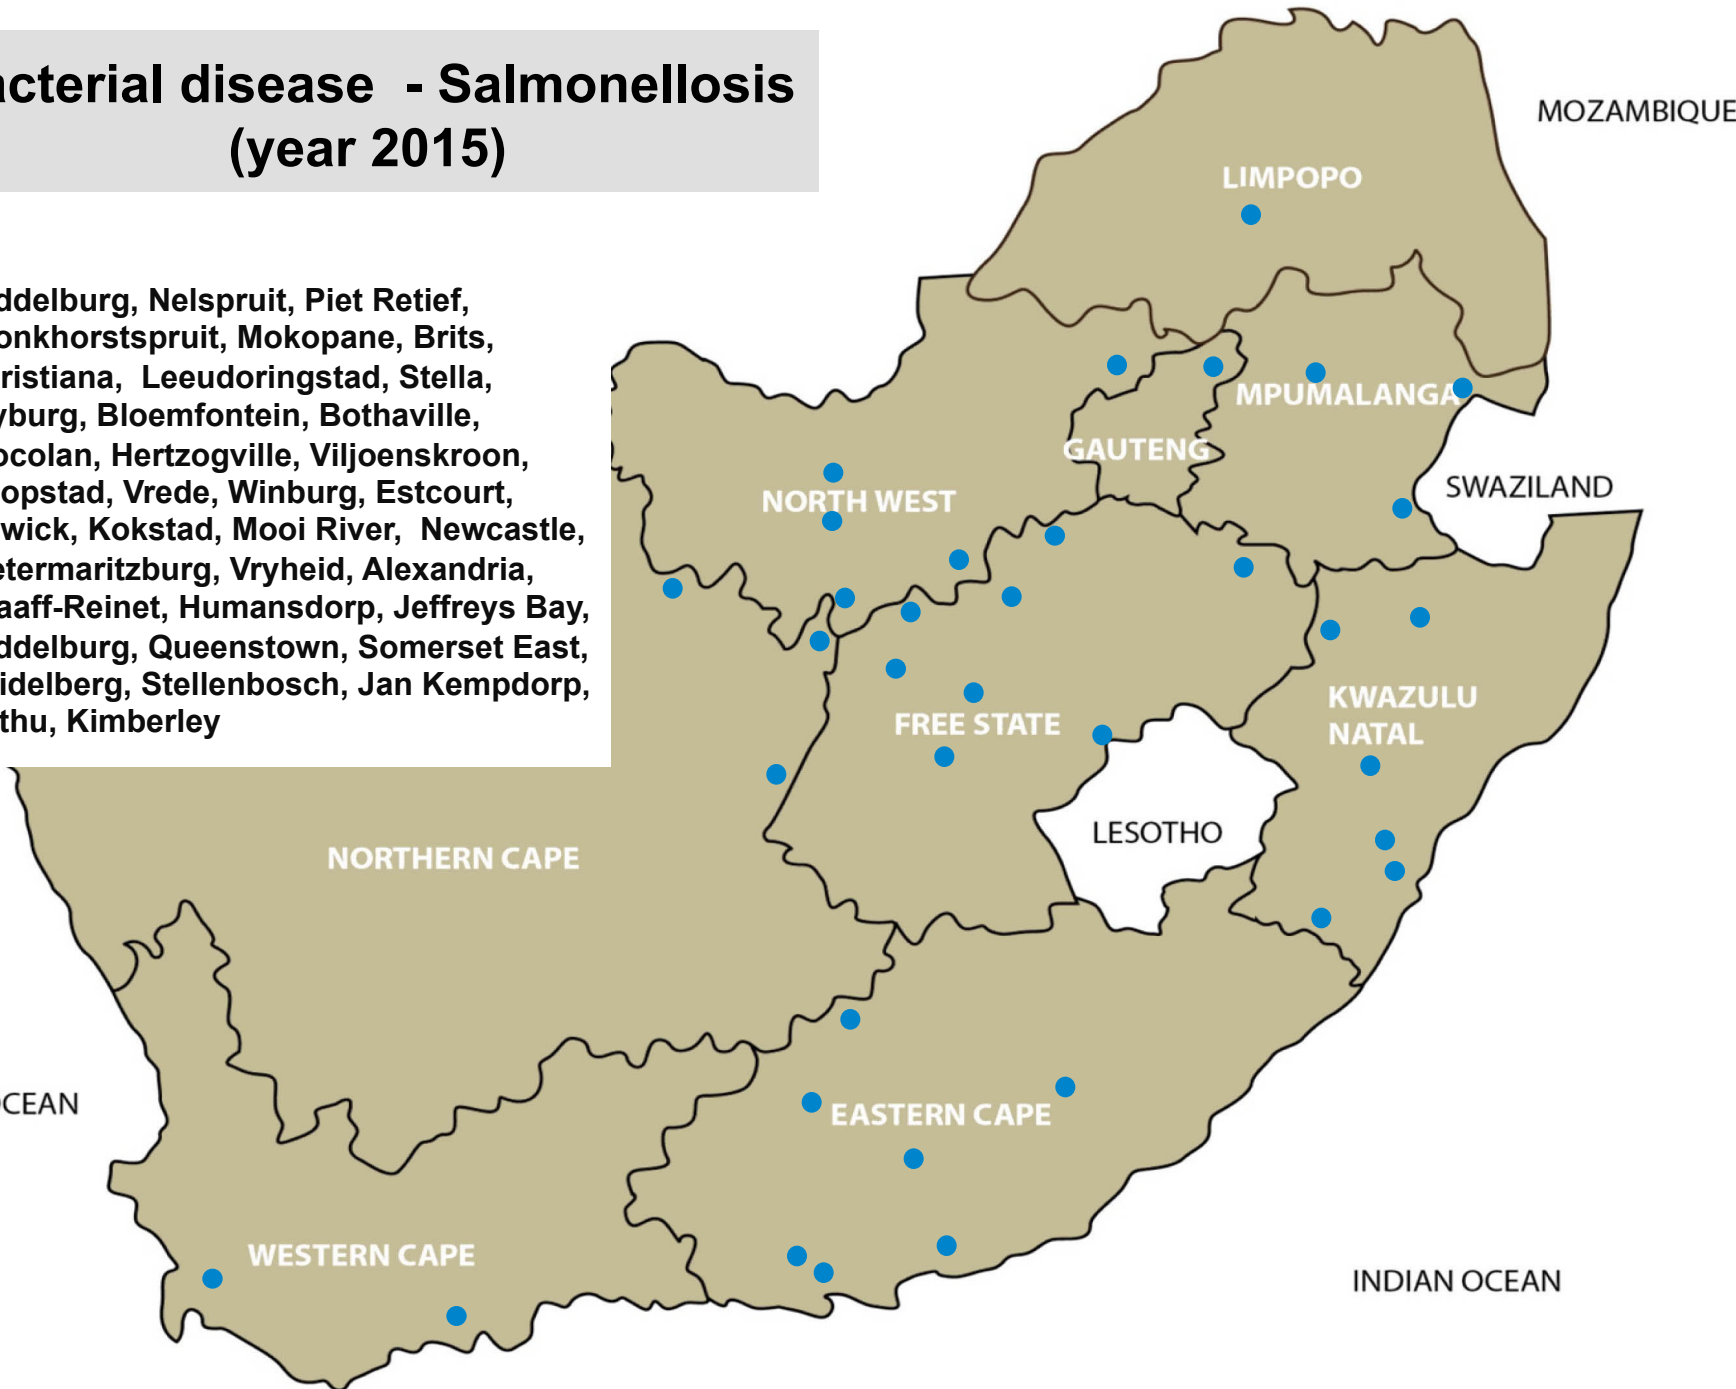 acterial disease - Salmonellosis
(year 2015)
ddelburg, Nelspruit, Piet Retief,
onkhorstspruit, Mokopane, Brits,
ristiana, Leeudoringstad, Stella,
yburg, Bloemfontein, Bothaville,
ocolan, Hertzogville, Viljoenskroon,
opstad, Vrede, Winburg, Estcourt,
wick, Kokstad, Mooi River, Newcastle,
etermaritzburg, Vryheid, Alexandria,
aaff-Reinet, Humansdorp, Jeffreys Bay,
ddelburg, Queenstown, Somerset East,
idelberg, Stellenbosch, Jan Kempdorp,
thu, Kimberley
MOZAMBIQUE
LIMPOPO
MPUMALANGA
GAUTENG
SWAZILAND
NORTH WEST
KWAZULU
NATAL
FREE STATE
LESOTHO
NORTHERN CAPE
OCEAN
EASTERN CAPE
WESTERN CAPE
INDIAN OCEAN